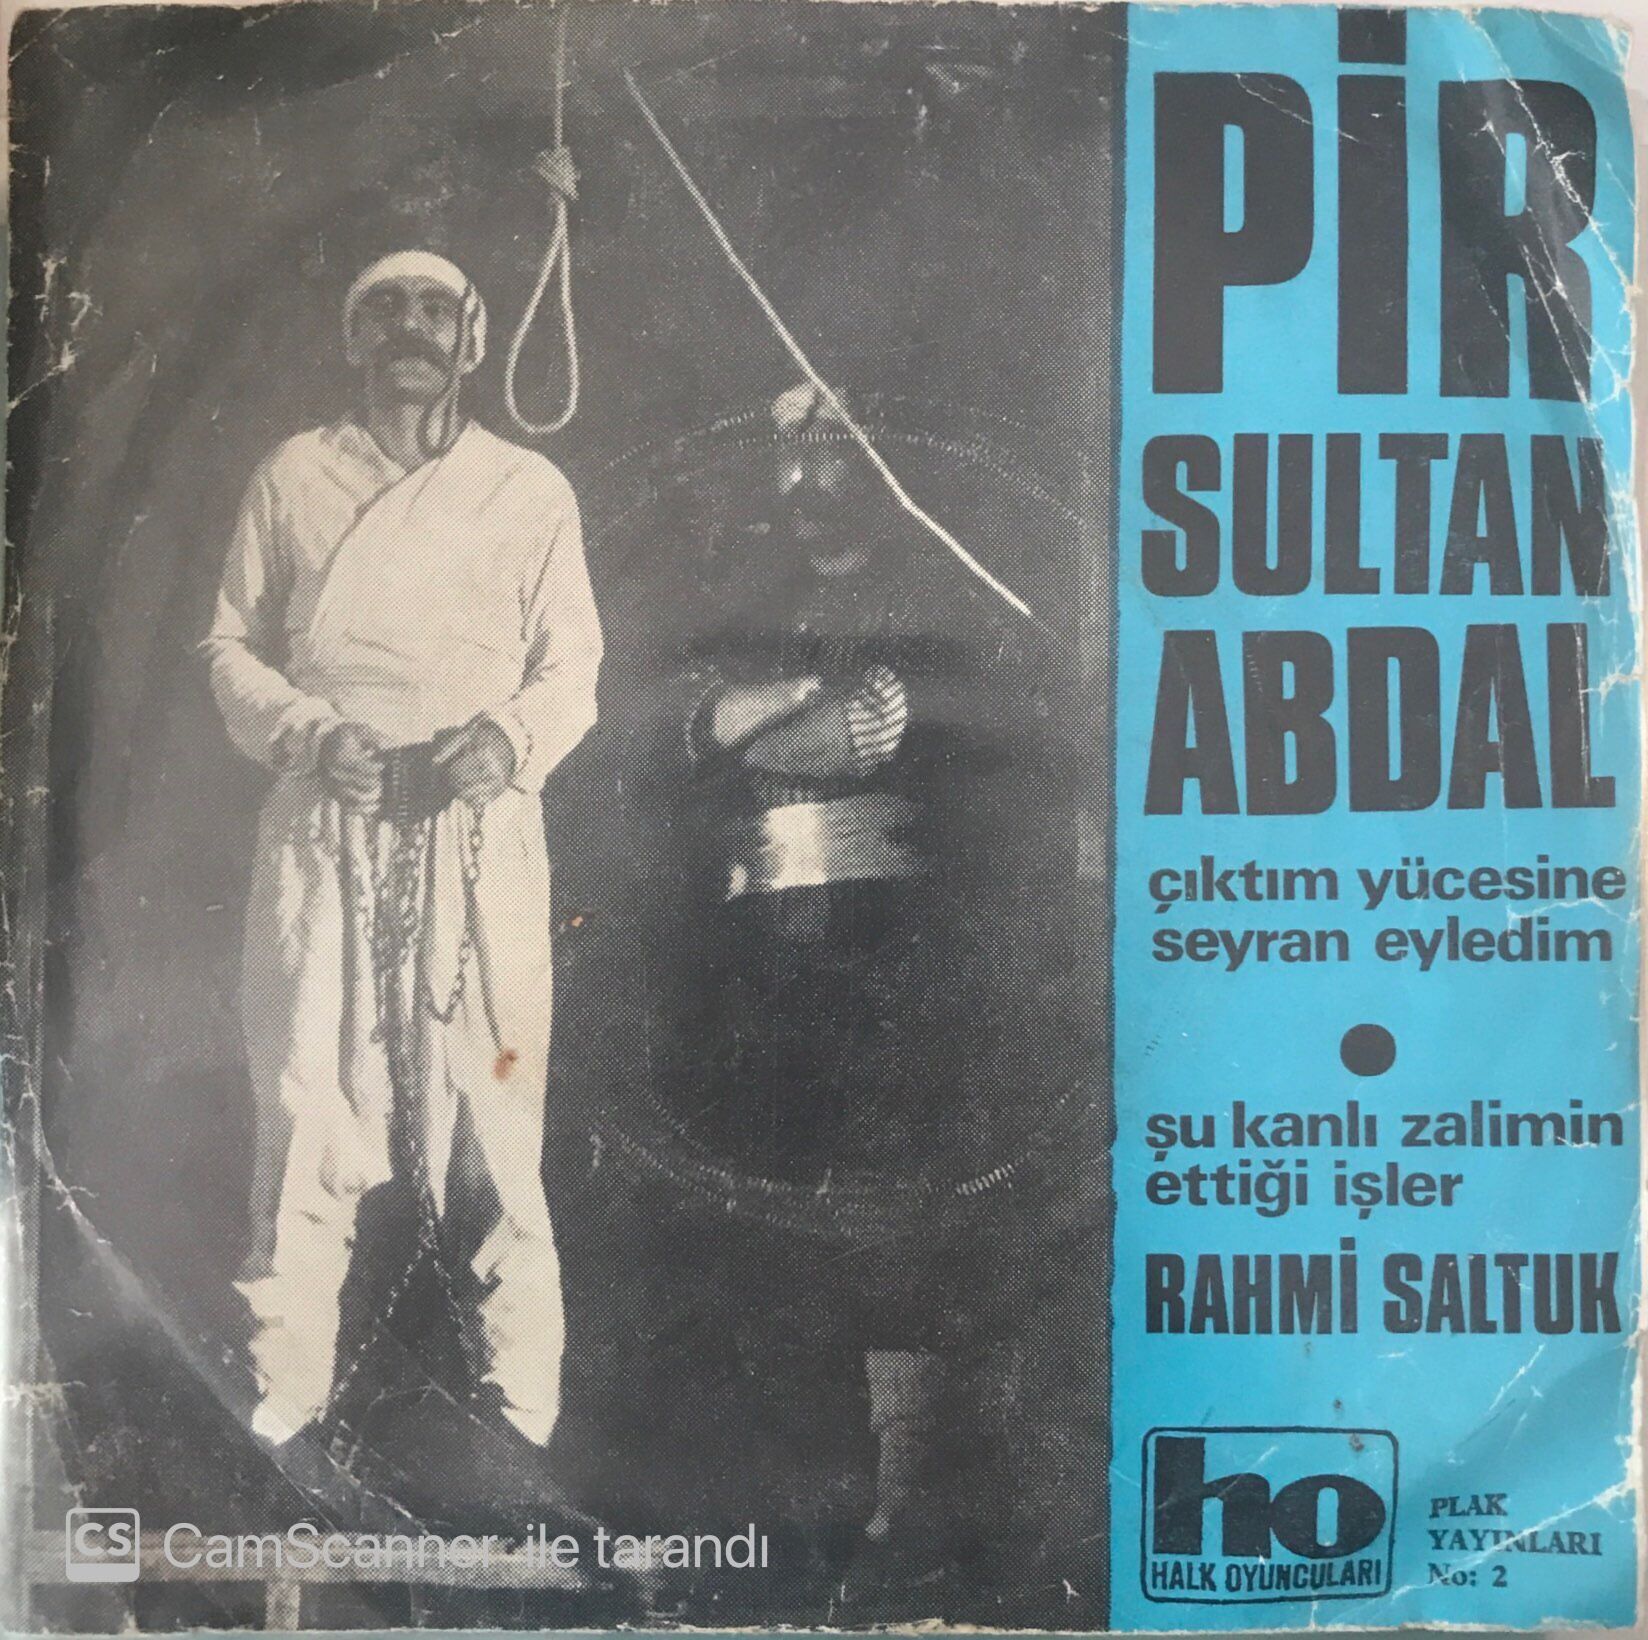 PİR
SULTAN
ABDAL
çıktım yücesine
seyran eyledim
şu kanlı zalimin
ettiği işler
RAHMİ SALTUK
ho
HALK OYUNCULARI
PLAK
YAYINLARI
No: 2
CS CamScanner ile tarandı